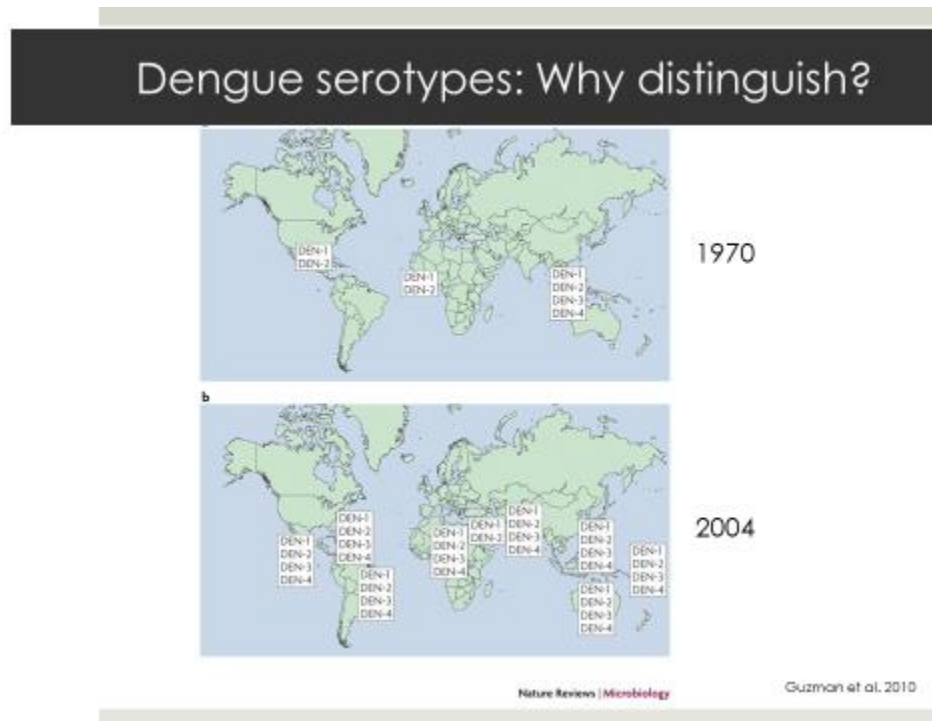 Dengue serotypes: Why distinguish?
DEN-1
DEN-2
DEN-1
DEN-2
DEN-1
DEN-2
DEN-3
DEN-4
1970
b
DEN-1
DEN-2
DEN-3
DEN-4
DEN-1
DEN-2
DEN-3
DEN-4
DEN-1
DEN-2
DEN-3
DEN-4
DEN-1
DEN-2
DEN-3
DEN-4
DEN-1
DEN-2
DEN-1
DEN-2
DEN-3
DEN-4
DEN-1
DEN-2
DEN-3
DEN-4
DEN-1
DEN-2
DEN-3
DEN-4
DEN-1
DEN-2
DEN-3
DEN-4
2004
Nature Reviews | Microbiology
Guzman et al. 2010